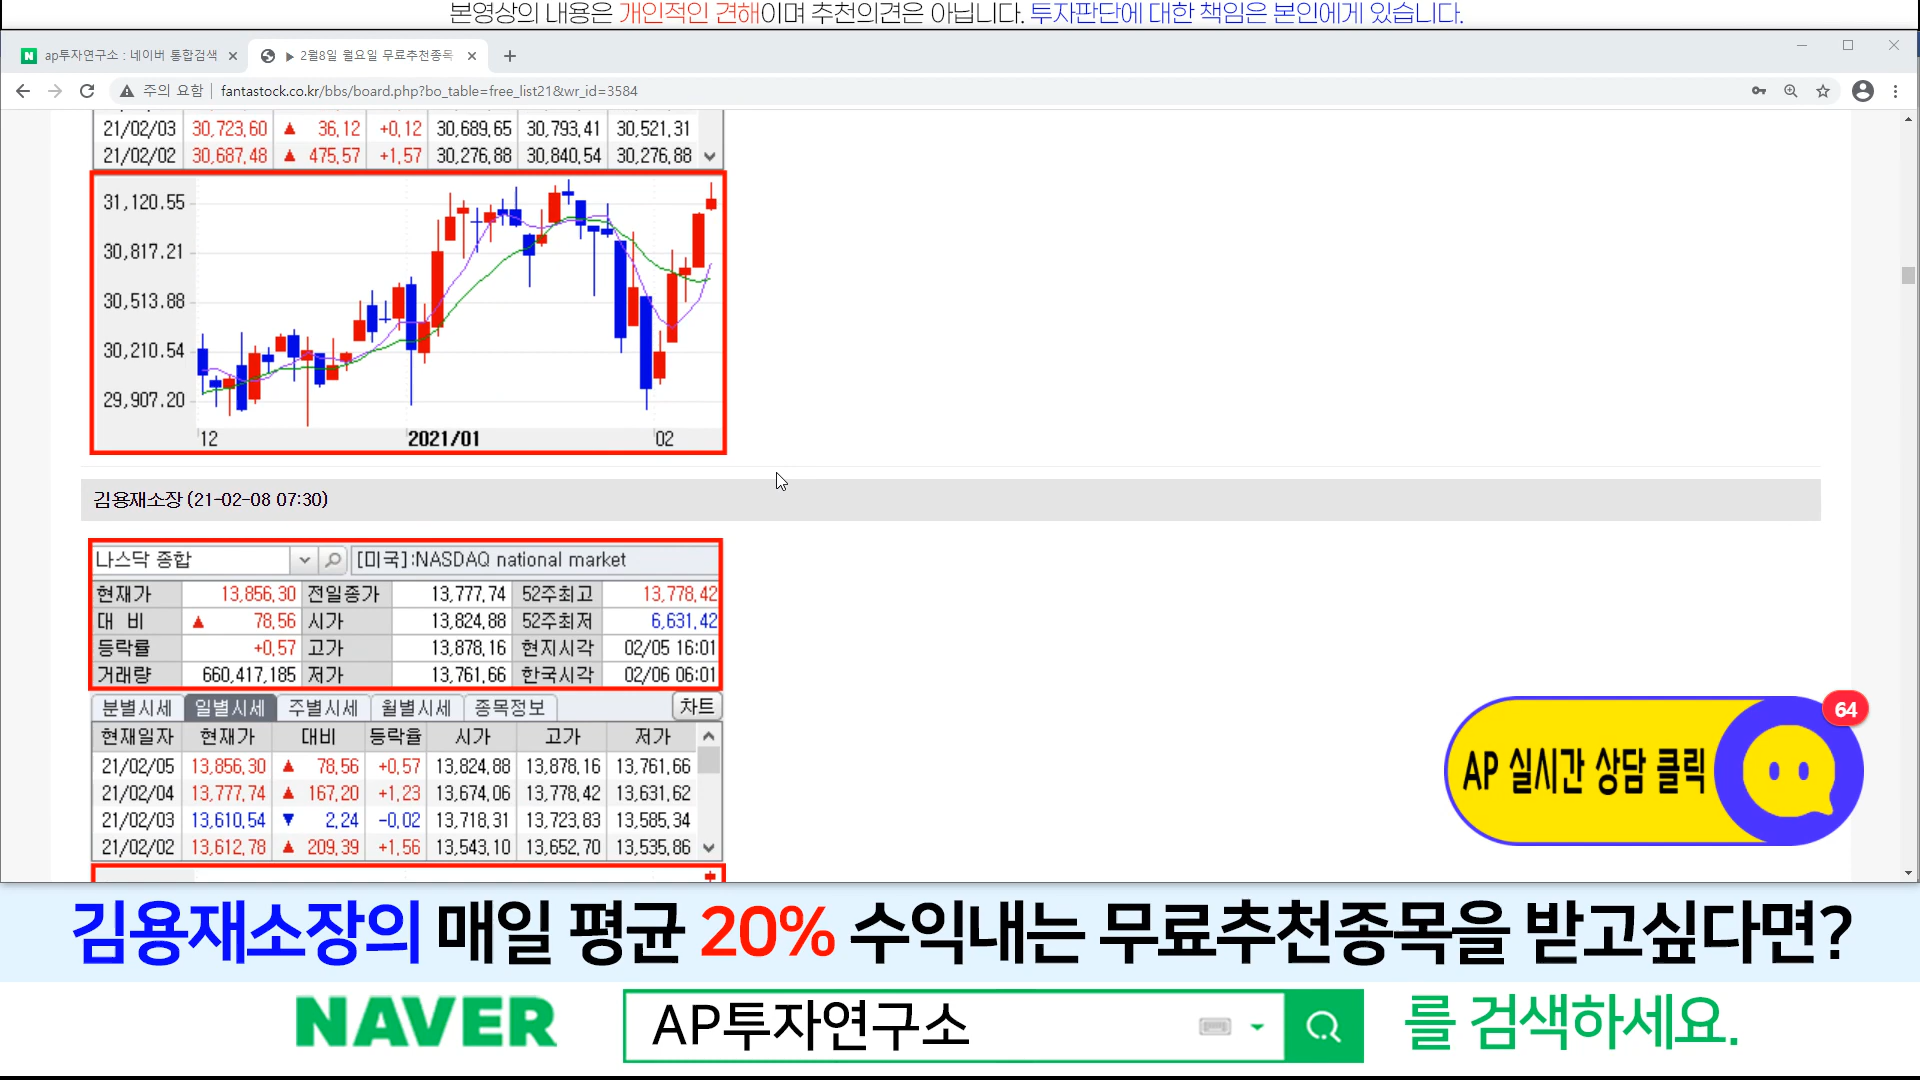 본영상의 내용은 개인적인 견해이며 추천의견은 아닙니다. 투자판단에 대한 책임은 본인에게 있습니다.
ap투자연구소 : 네이버 통합검색
▶ 2월8일 월요일 무료추천종목
주의 요함 | fantastock.co.kr/bbs/board.php?bo_table=free_list21&wr_id=3584
21/02/03 30,723,60 ▲ 36,12 +0,12 30,689,65 30,793,41 30,521,31
21/02/02 30,687,48 ▲ 475,57 +1,57 30,276,88 30,840,54 30,276,88
31,120.55
30,817.21
30,513.88
30,210.54
29,907.20
12 2021/01 02
김용재소장 (21-02-08 07:30)
나스닥 종합 [미국]:NASDAQ national market
현재가 13,856,30 전일종가 13,777,74 52주최고 13,778,42
대 비 ▲ 78,56 시가 13,824,88 52주최저 6,631,42
등락률 +0,57 고가 13,878,16 현지시각 02/05 16:01
거래량 660,417,185 저가 13,761,66 한국시각 02/06 06:01
분별시세 일별시세 주별시세 월별시세 종목정보 차트
현재일자 현재가 대비 등락율 시가 고가 저가
21/02/05 13,856,30 ▲ 78,56 +0,57 13,824,88 13,878,16 13,761,66
21/02/04 13,777,74 ▲ 167,20 +1,23 13,674,06 13,778,42 13,631,62
21/02/03 13,610,54 ▼ 2,24 -0,02 13,718,31 13,723,83 13,585,34
21/02/02 13,612,78 ▲ 209,39 +1,56 13,543,10 13,652,70 13,535,86
64
AP 실시간 상담 클릭
김용재소장의 매일 평균 20% 수익내는 무료추천종목을 받고싶다면?
NAVER AP투자연구소 를 검색하세요.